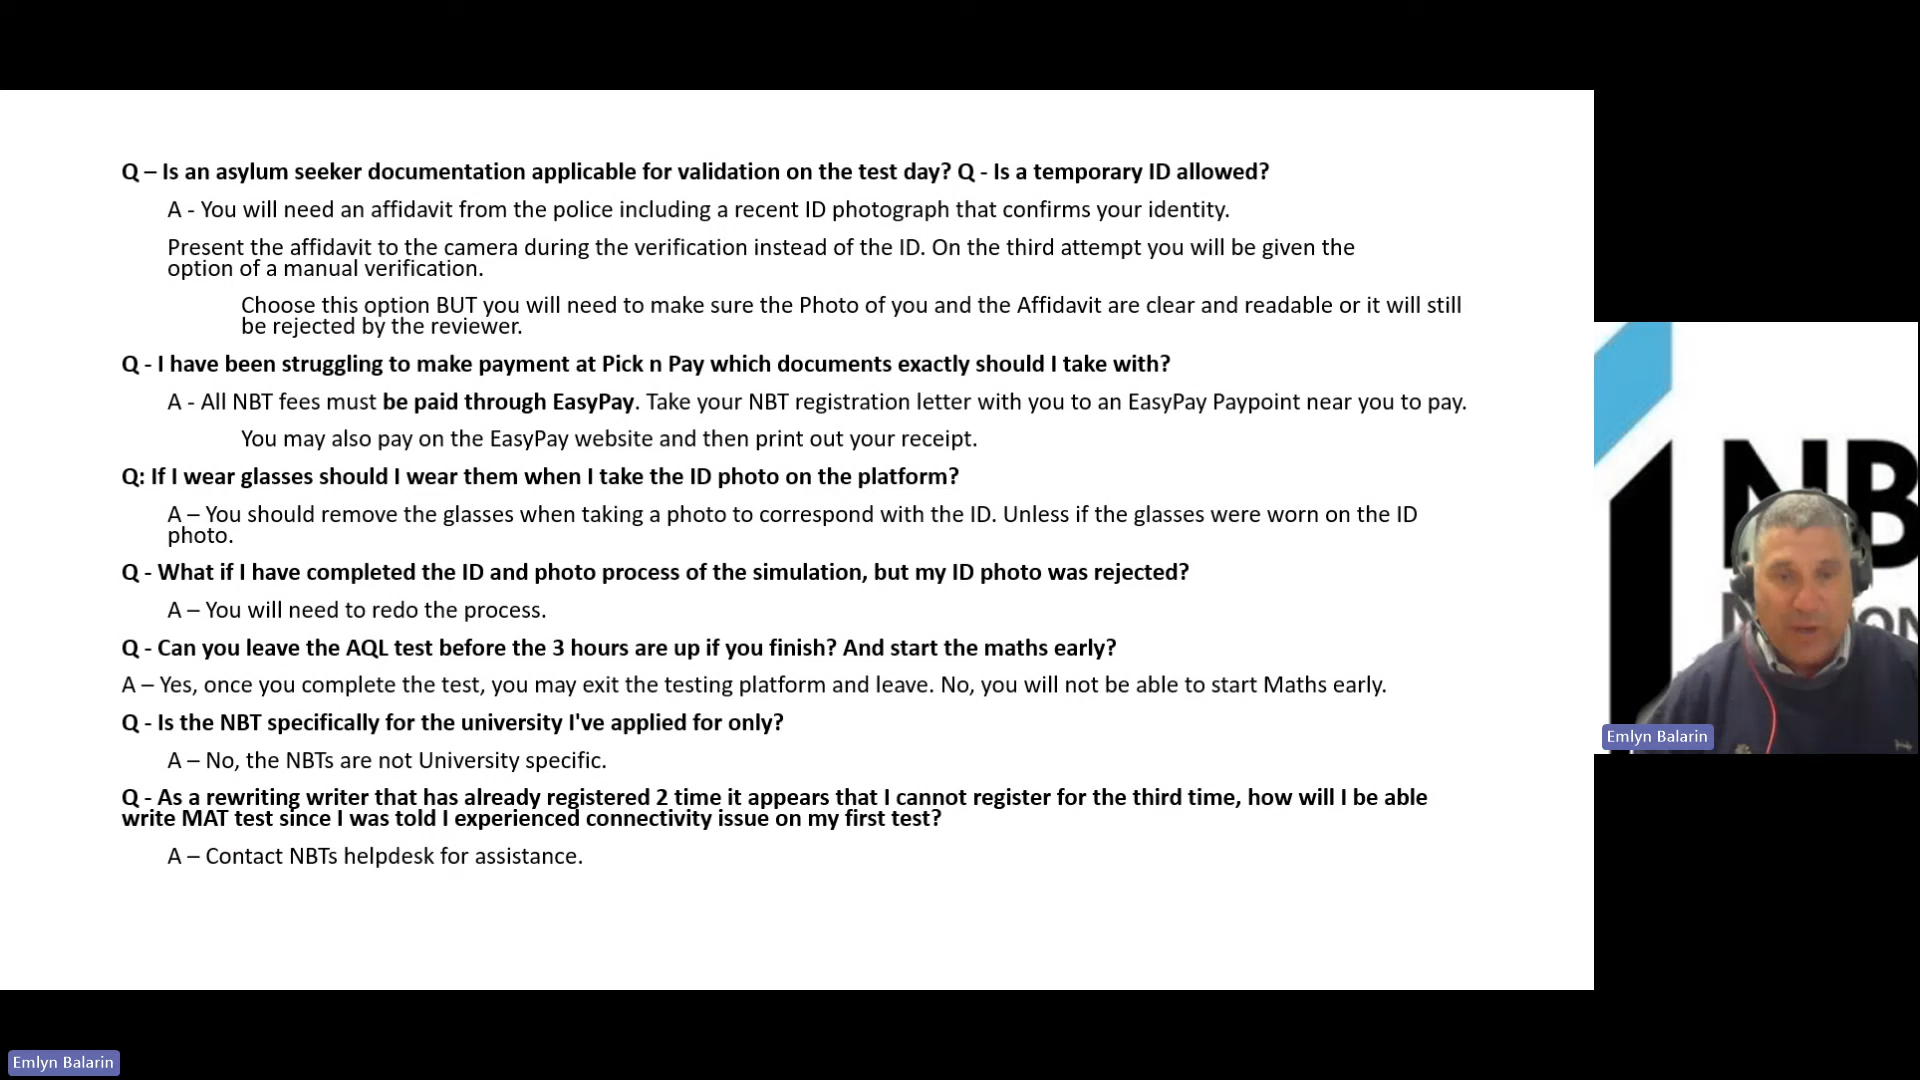 Q – Is an asylum seeker documentation applicable for validation on the test day? Q - Is a temporary ID allowed?
A - You will need an affidavit from the police including a recent ID photograph that confirms your identity.
Present the affidavit to the camera during the verification instead of the ID. On the third attempt you will be given the
option of a manual verification.
Choose this option BUT you will need to make sure the Photo of you and the Affidavit are clear and readable or it will still
be rejected by the reviewer.
Q - I have been struggling to make payment at Pick n Pay which documents exactly should I take with?
A - All NBT fees must be paid through EasyPay. Take your NBT registration letter with you to an EasyPay Paypoint near you to pay.
You may also pay on the EasyPay website and then print out your receipt.
Q: If I wear glasses should I wear them when I take the ID photo on the platform?
A – You should remove the glasses when taking a photo to correspond with the ID. Unless if the glasses were worn on the ID
photo.
Q - What if I have completed the ID and photo process of the simulation, but my ID photo was rejected?
A – You will need to redo the process.
Q - Can you leave the AQL test before the 3 hours are up if you finish? And start the maths early?
A – Yes, once you complete the test, you may exit the testing platform and leave. No, you will not be able to start Maths early.
Q - Is the NBT specifically for the university I've applied for only?
A – No, the NBTs are not University specific.
Q - As a rewriting writer that has already registered 2 time it appears that I cannot register for the third time, how will I be able
write MAT test since I was told I experienced connectivity issue on my first test?
A – Contact NBTs helpdesk for assistance.
NB
Emlyn Balarin
Emlyn Balarin